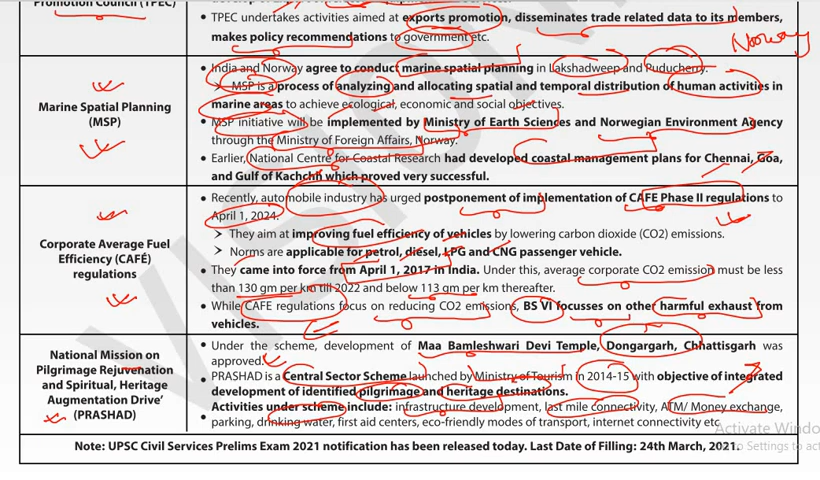 Promotion Council (TPEC)
• TPEC undertakes activities aimed at exports promotion, disseminates trade related data to its members,
makes policy recommendations to government etc.
Norway
Marine Spatial Planning
(MSP)
• India and Norway agree to conduct marine spatial planning in Lakshadweep and Puducherry.
➢ MSP is a process of analyzing and allocating spatial and temporal distribution of human activities in
marine areas to achieve ecological, economic and social objectives.
• MSP initiative will be implemented by Ministry of Earth Sciences and Norwegian Environment Agency
through the Ministry of Foreign Affairs, Norway.
• Earlier, National Centre for Coastal Research had developed coastal management plans for Chennai, Goa,
and Gulf of Kachchh which proved very successful.
Corporate Average Fuel
Efficiency (CAFÉ)
regulations
• Recently, automobile industry has urged postponement of implementation of CAFE Phase II regulations to
April 1, 2024.
➢ They aim at improving fuel efficiency of vehicles by lowering carbon dioxide (CO2) emissions.
➢ Norms are applicable for petrol, diesel, LPG and CNG passenger vehicle.
• They came into force from April 1, 2017 in India. Under this, average corporate CO2 emission must be less
than 130 gm per km till 2022 and below 113 gm per km thereafter.
• While CAFE regulations focus on reducing CO2 emissions, BS VI focusses on other harmful exhaust from
vehicles.
National Mission on
Pilgrimage Rejuvenation
and Spiritual, Heritage
Augmentation Drive'
(PRASHAD)
• Under the scheme, development of Maa Bamleshwari Devi Temple, Dongargarh, Chhattisgarh was
approved.
• PRASHAD is a Central Sector Scheme launched by Ministry of Tourism in 2014-15 with objective of integrated
development of identified pilgrimage and heritage destinations.
• Activities under scheme include: infrastructure development, last mile connectivity, ATM/ Money exchange,
parking, drinking water, first aid centers, eco-friendly modes of transport, internet connectivity etc
Note: UPSC Civil Services Prelims Exam 2021 notification has been released today. Last Date of Filling: 24th March, 2021.
Activate Windo
to Settings to act
VISION